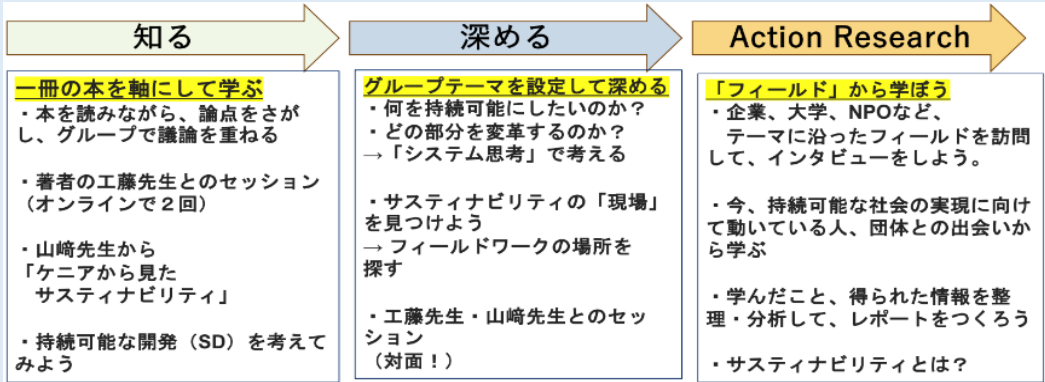 知る
一冊の本を軸にして学ぶ
・本を読みながら、論点をさが
し、グループで議論を重ねる
・著者の工藤先生とのセッション
（オンラインで２回）
・山﨑先生から
「ケニアから見た
サスティナビリティ」
・持続可能な開発（SD）を考えて
みよう
深める
グループテーマを設定して深める
・何を持続可能にしたいのか？
・どの部分を変革するのか？
→「システム思考」で考える
・サスティナビリティの「現場」
を見つけよう
→ フィールドワークの場所を
探す
・工藤先生・山﨑先生とのセッ
ション
（対面！）
Action Research
「フィールド」から学ぼう
・企業、大学、NPOなど、
テーマに沿ったフィールドを訪問
して、インタビューをしよう。
・今、持続可能な社会の実現に向け
て動いている人、団体との出会いか
ら学ぶ
・学んだこと、得られた情報を整
理・分析して、レポートをつくろう
・サスティナビリティとは？